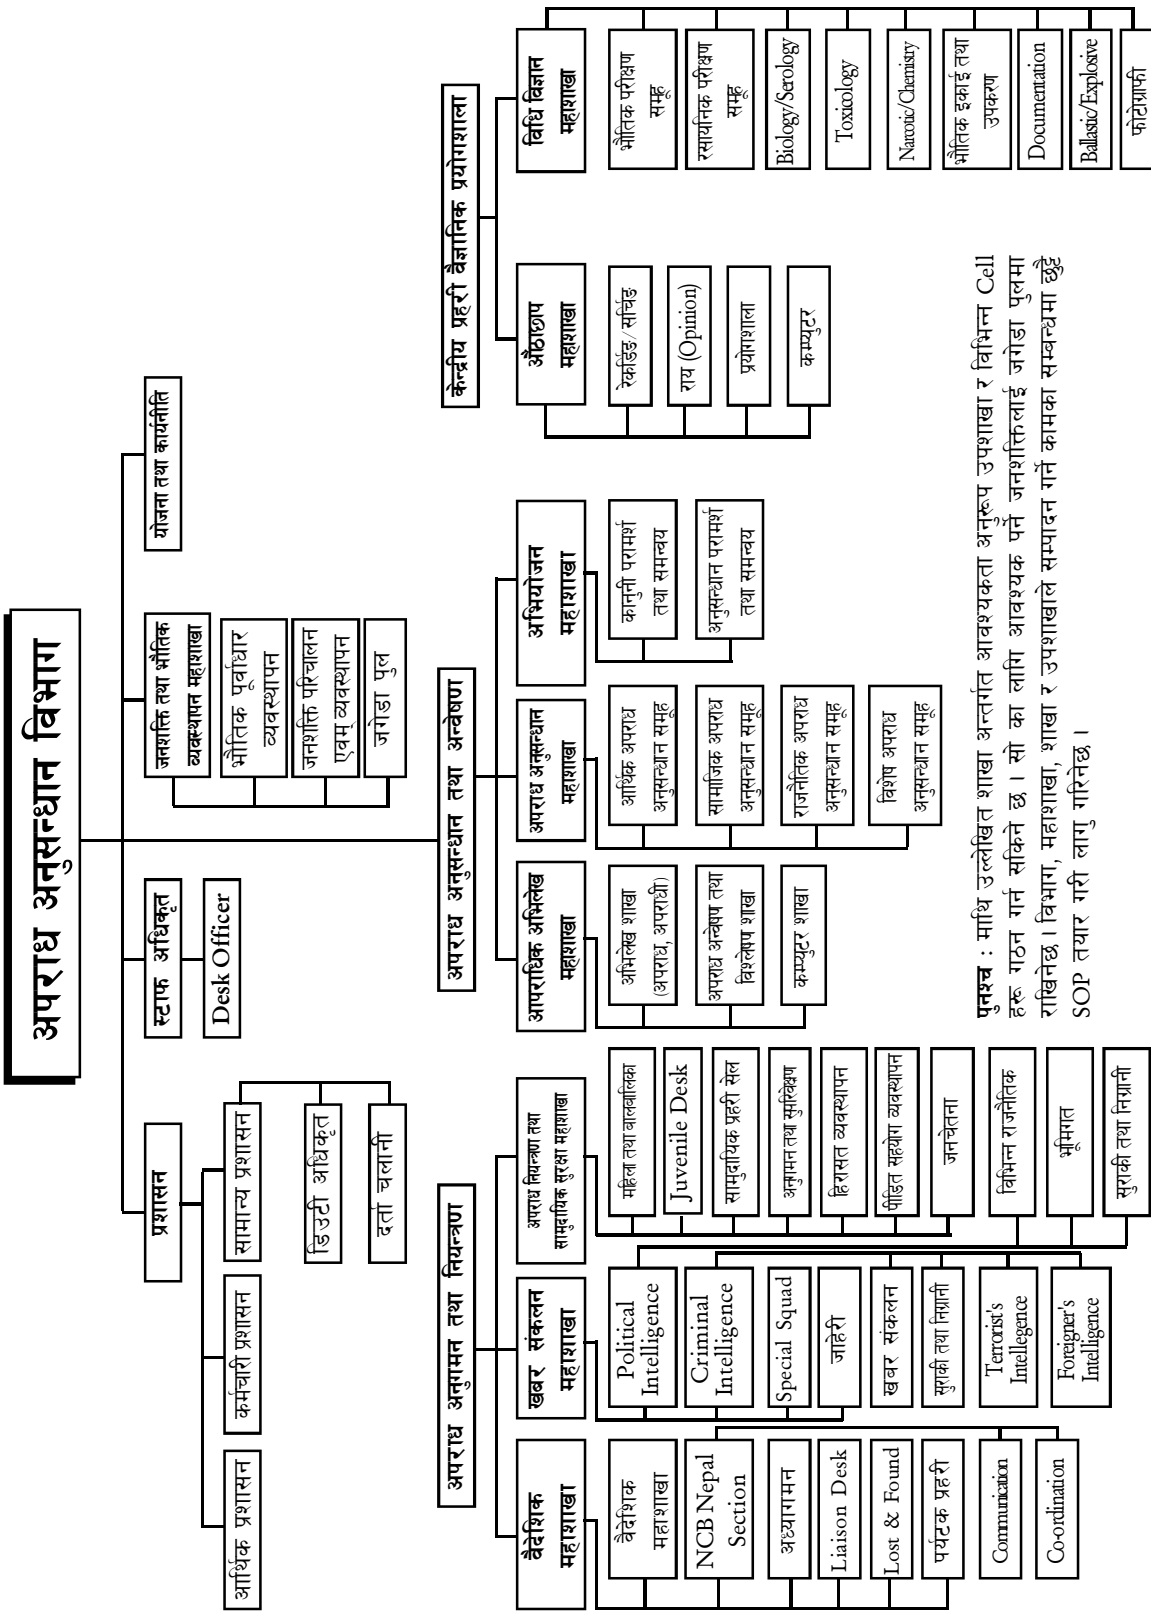 अपराध अनुसन्धान विभाग
प्रशासन
स्टाफ अधिकृत
जनशक्ति तथा भौतिक
व्यवस्थापन महाशाखा
योजना तथा कार्यनीति
आर्थिक प्रशासन
कर्मचारी प्रशासन
सामान्य प्रशासन
डिउटी अधिकृत
दर्ता चलानी
Desk Officer
भौतिक पूर्वाधार
व्यवस्थापन
जनशक्ति परिचालन
एवम् व्यवस्थापन
जगेडा पुल
अपराध अनुगमन तथा नियन्त्रण
अपराध अनुसन्धान तथा अन्वेषण
केन्द्रीय प्रहरी वैज्ञानिक प्रयोगशाला
वैदेशिक
महाशाखा
वैदेशिक
महाशाखा
NCB Nepal
Section
अध्यागमन
Liaison Desk
Lost & Found
पर्यटक प्रहरी
Communication
Co-ordination
खबर संकलन
महाशाखा
Political
Intelligence
Criminal
Intelligence
Special Squad
जाहेरी
खबर संकलन
सुराकी तथा निग्रानी
Terrorist's
Intellegence
Foreigner's
Intelligence
अपराध नियन्त्रण तथा
सामुदायिक सुरक्षा महाशाखा
महिला तथा बालबालिका
Juvenile Desk
सामुदायिक प्रहरी सेल
अनुगमन तथा सुपरिवेक्षण
हिरासत व्यवस्थापन
पीडित सहयोग व्यवस्थापन
जनचेतना
विभिन्न राजनैतिक
भूमिगत
सुराकी तथा निग्रानी
आपराधिक अभिलेख
महाशाखा
अभिलेख शाखा
(अपराध, अपराधी)
अपराध अन्वेषण तथा
विश्लेषण शाखा
कम्प्युटर शाखा
अपराध अनुसन्धान
महाशाखा
आर्थिक अपराध
अनुसन्धान समूह
सामाजिक अपराध
अनुसन्धान समूह
राजनैतिक अपराध
अनुसन्धान समूह
विशेष अपराध
अनुसन्धान समूह
अभियोजन
महाशाखा
कानुनी परामर्श
तथा समन्वय
अनुसन्धान परामर्श
तथा समन्वय
औंठाछाप
महाशाखा
रेकर्डिङ/सर्चिङ
राय (Opinion)
प्रयोगशाला
कम्प्युटर
विधि विज्ञान
महाशाखा
भौतिक परीक्षण
समूह
रसायनिक परीक्षण
समूह
Biology/Serology
Toxicology
Narcotic/Chemistry
भौतिक इकाई तथा
उपकरण
Documentation
Ballastic/Explosive
फोटोग्राफी
पुनश्च : माथि उल्लेखित शाखा अन्तर्गत आवश्यकता अनुरूप उपशाखा र विभिन्न Cell
हरू गठन गर्न सकिने छ । सो का लागि आवश्यक पर्ने जनशक्तिलाई जगेडा पुलमा
राखिनेछ । विभाग, महाशाखा, शाखा र उपशाखाले सम्पादन गर्ने कामका सम्बन्धमा छुट्टै
SOP तयार गरी लागु गरिनेछ ।